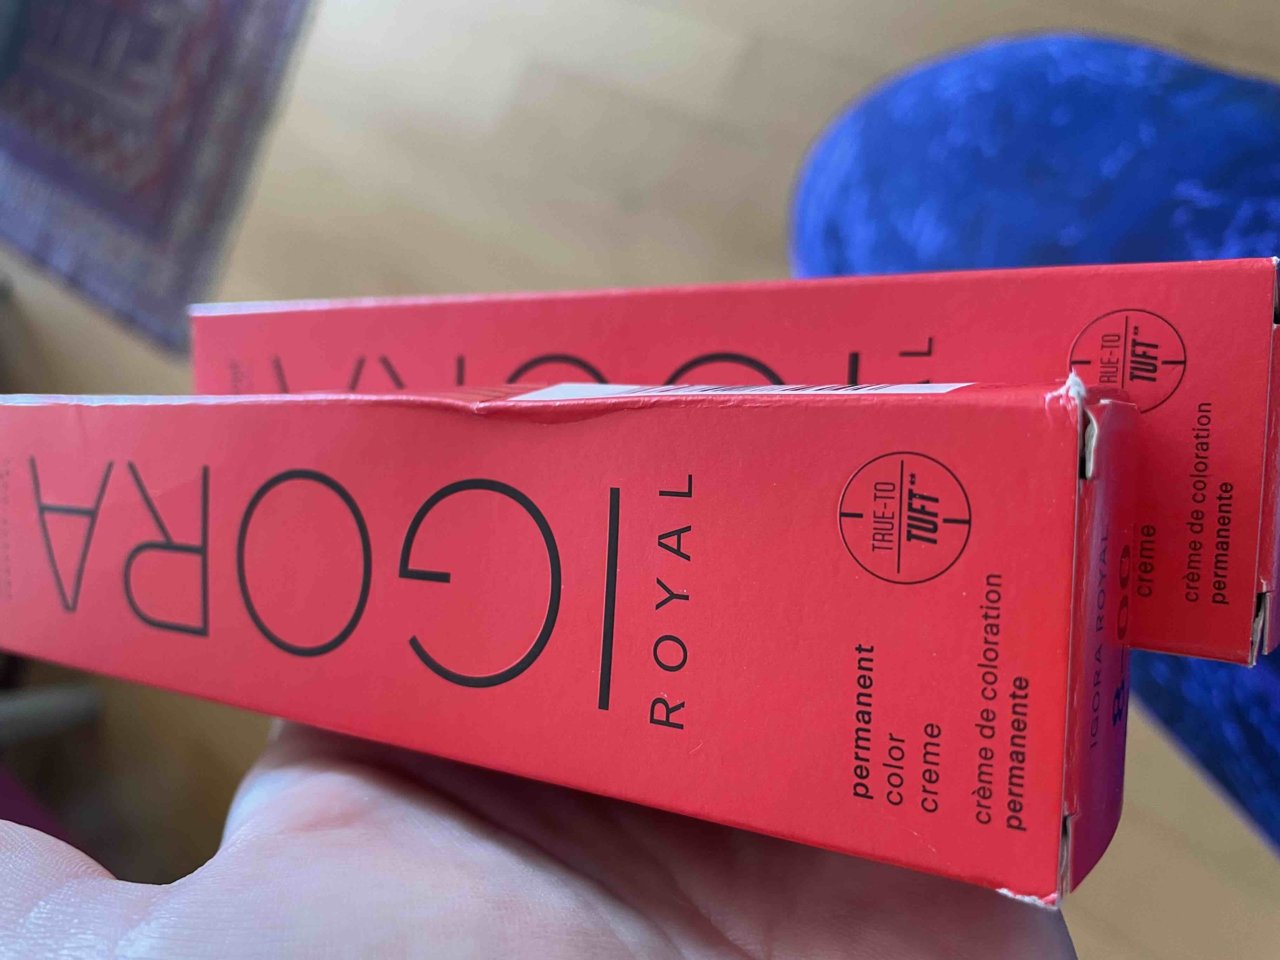 IGORA
ROYAL
TRUE-TO
TUFT**
permanent
color
creme
crème de coloration
permanente
IGORA ROYAL
TRUE-TO
TUFT**
creme
crème de coloration
permanente